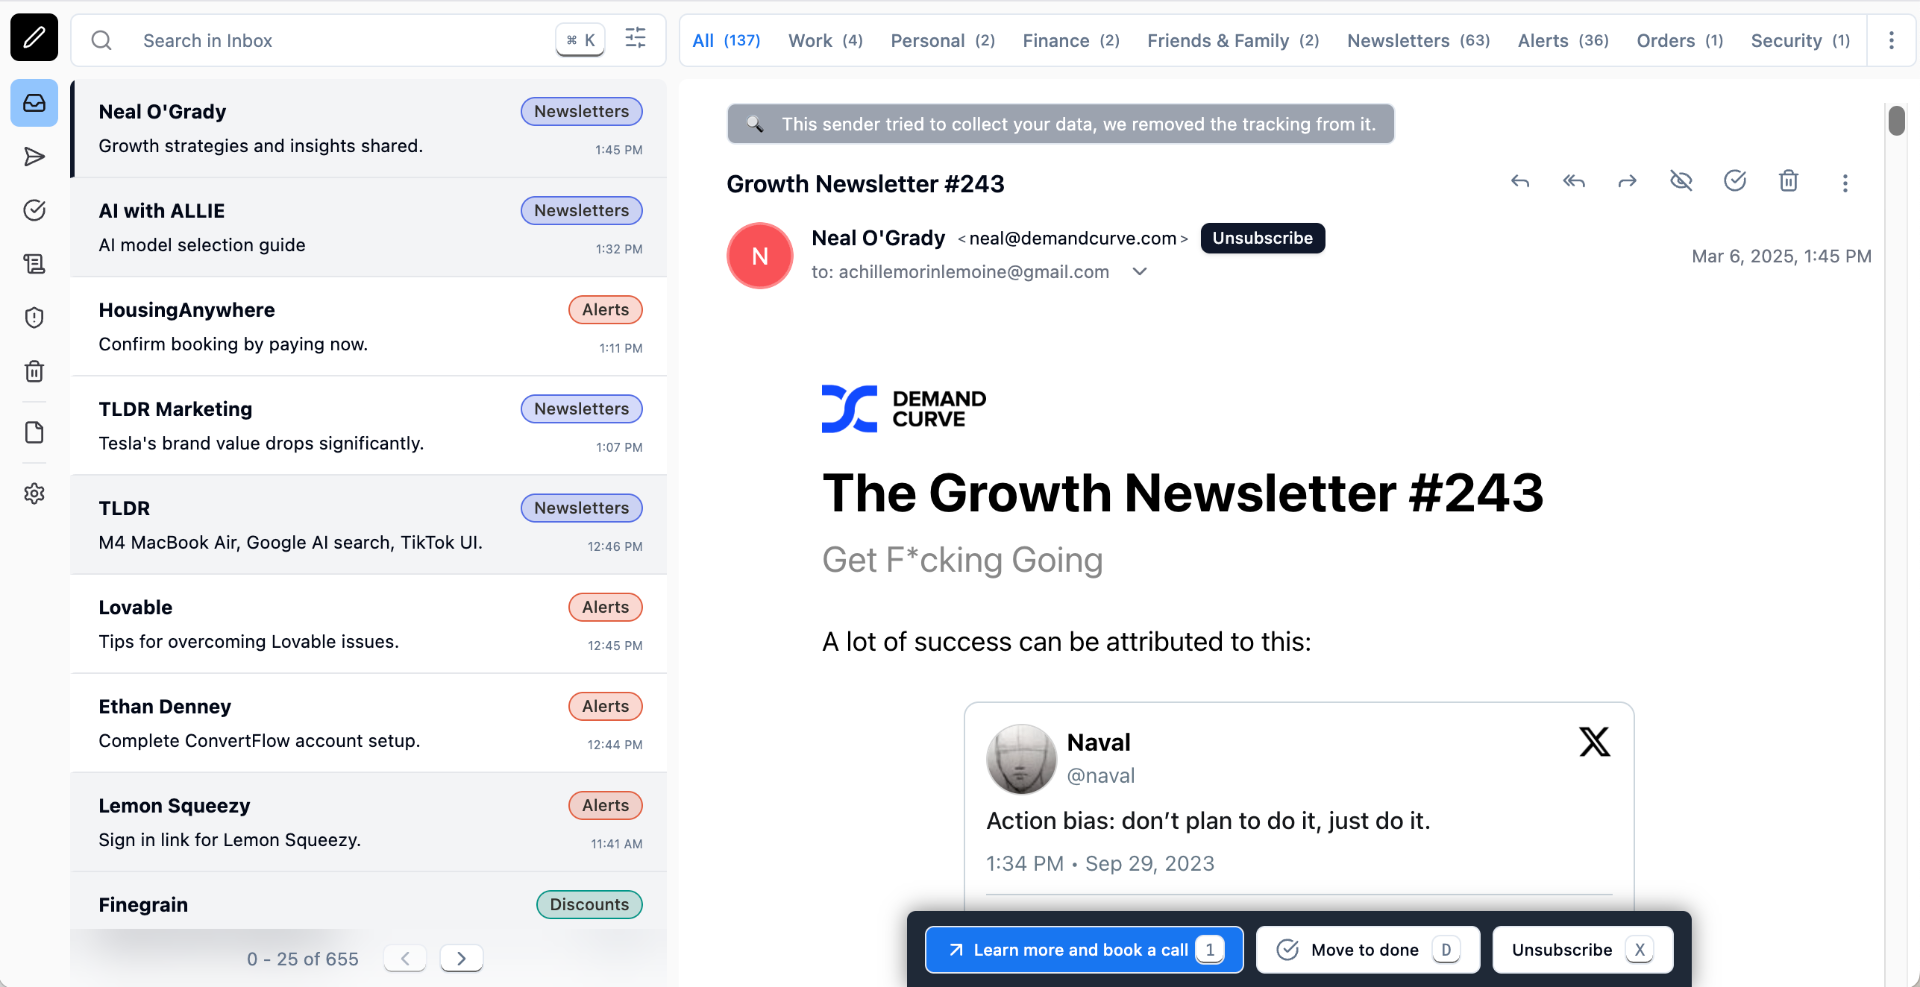 Search in Inbox
⌘ K
All (137)
Work (4)
Personal (2)
Finance (2)
Friends & Family (2)
Newsletters (63)
Alerts (36)
Orders (1)
Security (1)
Neal O'Grady
Newsletters
Growth strategies and insights shared.
1:45 PM
AI with ALLIE
Newsletters
AI model selection guide
1:32 PM
HousingAnywhere
Alerts
Confirm booking by paying now.
1:11 PM
TLDR Marketing
Newsletters
Tesla's brand value drops significantly.
1:07 PM
TLDR
Newsletters
M4 MacBook Air, Google AI search, TikTok UI.
12:46 PM
Lovable
Alerts
Tips for overcoming Lovable issues.
12:45 PM
Ethan Denney
Alerts
Complete ConvertFlow account setup.
12:44 PM
Lemon Squeezy
Alerts
Sign in link for Lemon Squeezy.
11:41 AM
Finegrain
Discounts
0 - 25 of 655
This sender tried to collect your data, we removed the tracking from it.
Growth Newsletter #243
N
Neal O'Grady <neal@demandcurve.com> Unsubscribe
to: achillemorinlemoine@gmail.com
Mar 6, 2025, 1:45 PM
DEMAND
CURVE
The Growth Newsletter #243
Get F*cking Going
A lot of success can be attributed to this:
Naval
@naval
Action bias: don’t plan to do it, just do it.
1:34 PM • Sep 29, 2023
Learn more and book a call 1
Move to done D
Unsubscribe X